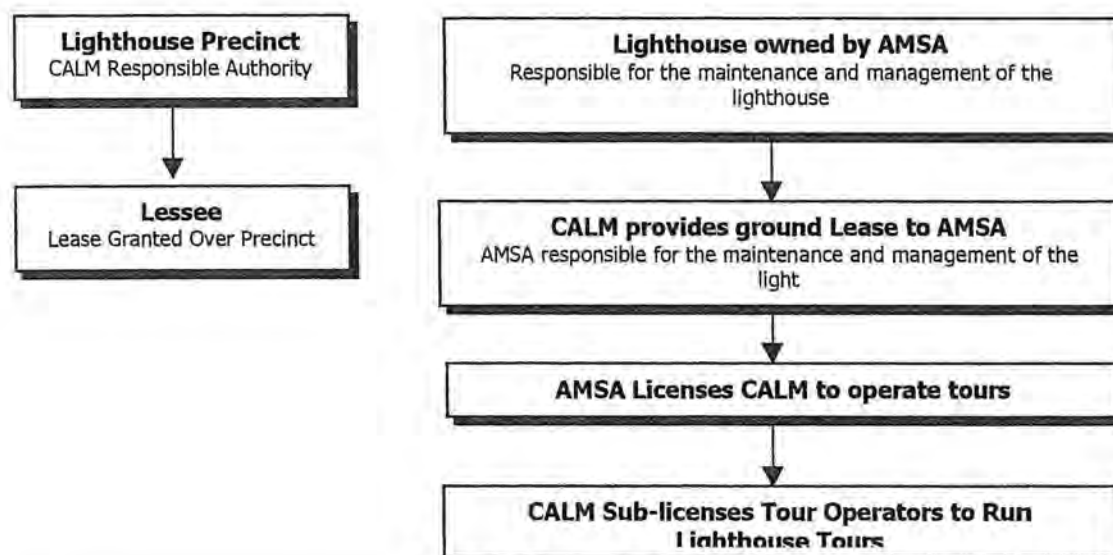 Lighthouse Precinct
CALM Responsible Authority
Lessee
Lease Granted Over Precinct
Lighthouse owned by AMSA
Responsible for the maintenance and management of the
lighthouse
CALM provides ground Lease to AMSA
AMSA responsible for the maintenance and management of the
light
AMSA Licenses CALM to operate tours
CALM Sub-licenses Tour Operators to Run
Lighthouse Tours